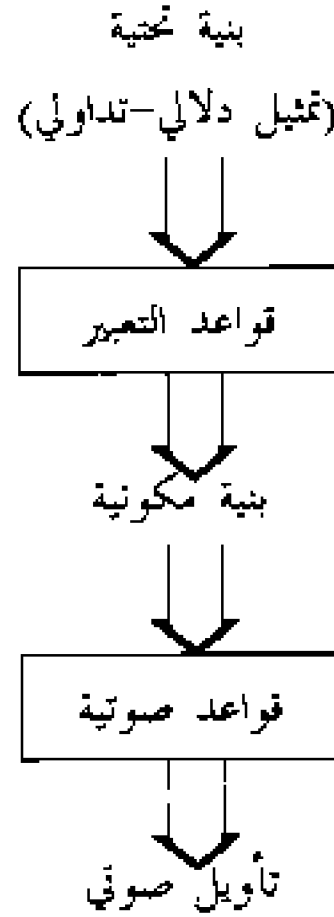 بنية تحتية
(تمثيل دلالي-تداولي)
قواعد التعبير
بنية مكونية
قواعد صوتية
تأويل صوتي